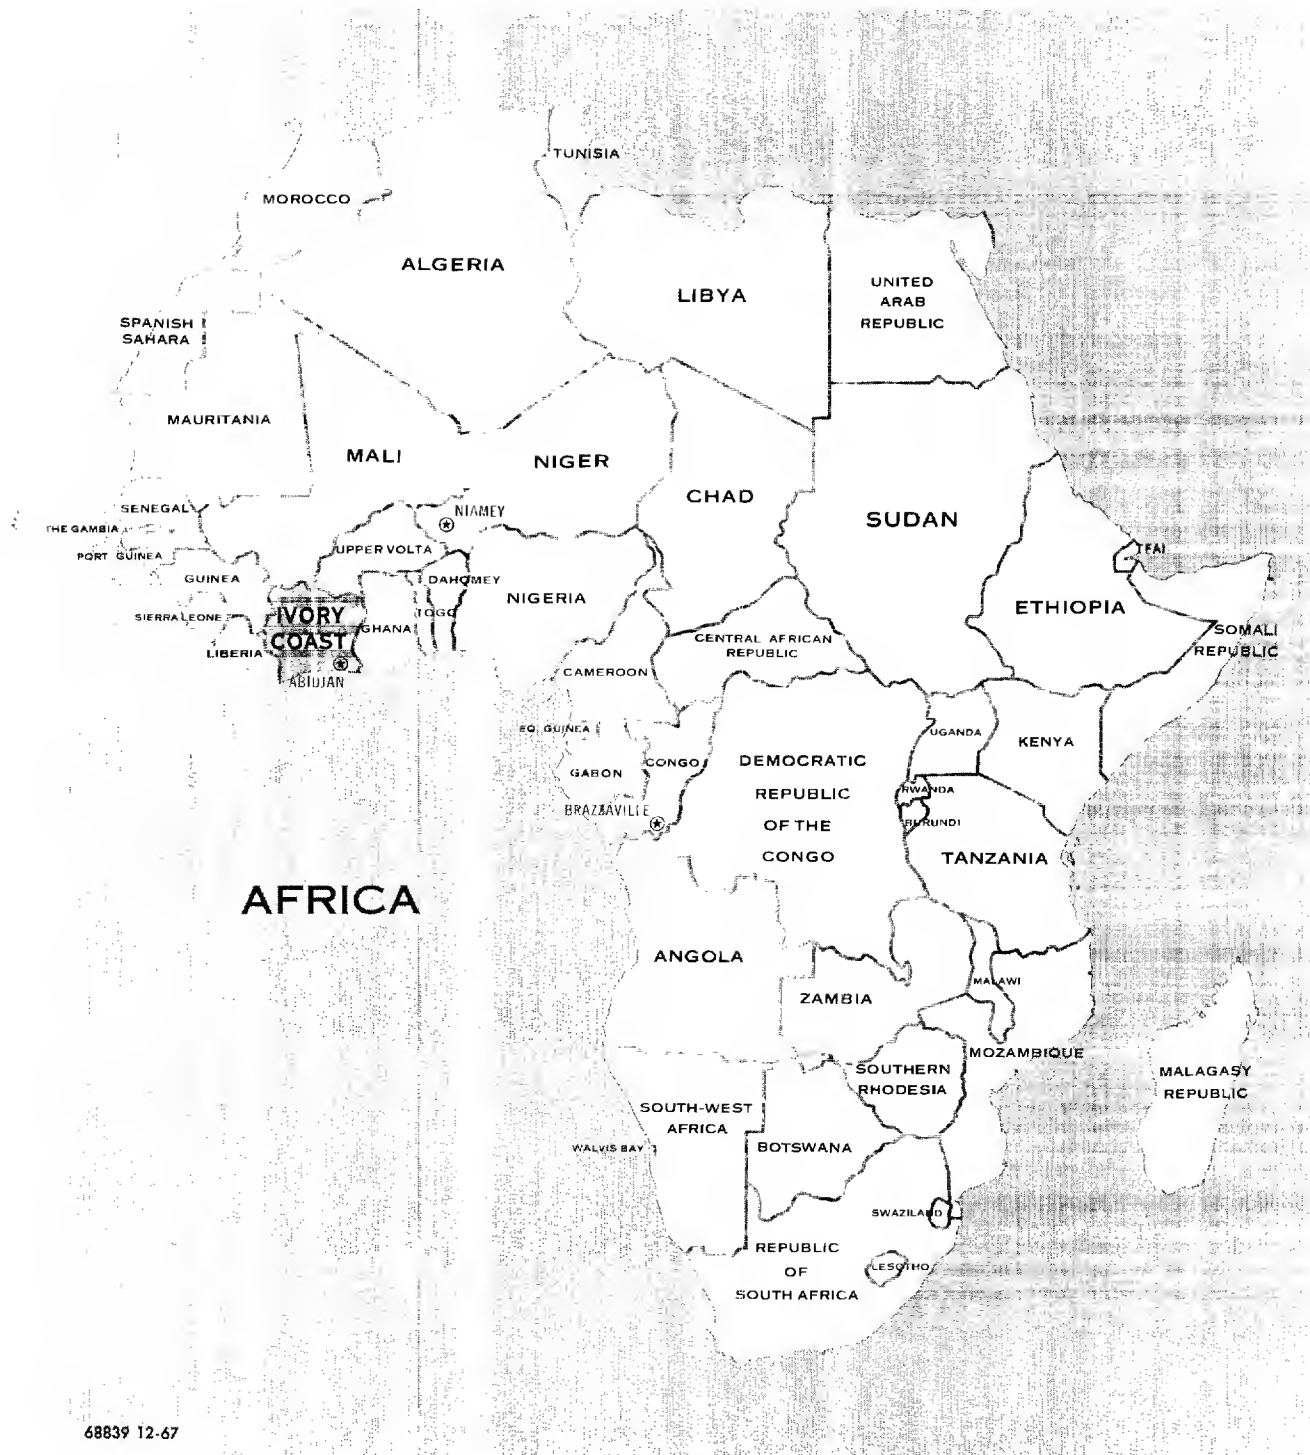 TUNISIA
MOROCCO
ALGERIA
LIBYA
UNITED
ARAB
REPUBLIC
SPANISH
SAHARA
MAURITANIA
MALI
NIGER
CHAD
SUDAN
SENEGAL
NIAMEY
THE GAMBIA
PORT GUINEA
UPPER VOLTA
TFAI
GUINEA
DAHOMEY
NIGERIA
ETHIOPIA
SIERRA LEONE
IVORY
COAST
GHANA
TOGO
SOMALI
REPUBLIC
CENTRAL AFRICAN
REPUBLIC
LIBERIA
ABIDJAN
CAMEROON
EQ. GUINEA
UGANDA
KENYA
GABON
CONGO
DEMOCRATIC
REPUBLIC
OF THE
CONGO
RWANDA
BRAZZAVILLE
BURUNDI
TANZANIA
AFRICA
ANGOLA
MALAWI
ZAMBIA
MOZAMBIQUE
SOUTHERN
RHODESIA
MALAGASY
REPUBLIC
SOUTH-WEST
AFRICA
WALVIS BAY
BOTSWANA
SWAZILAND
REPUBLIC
OF
SOUTH AFRICA
LESOTHO
68839 12-67